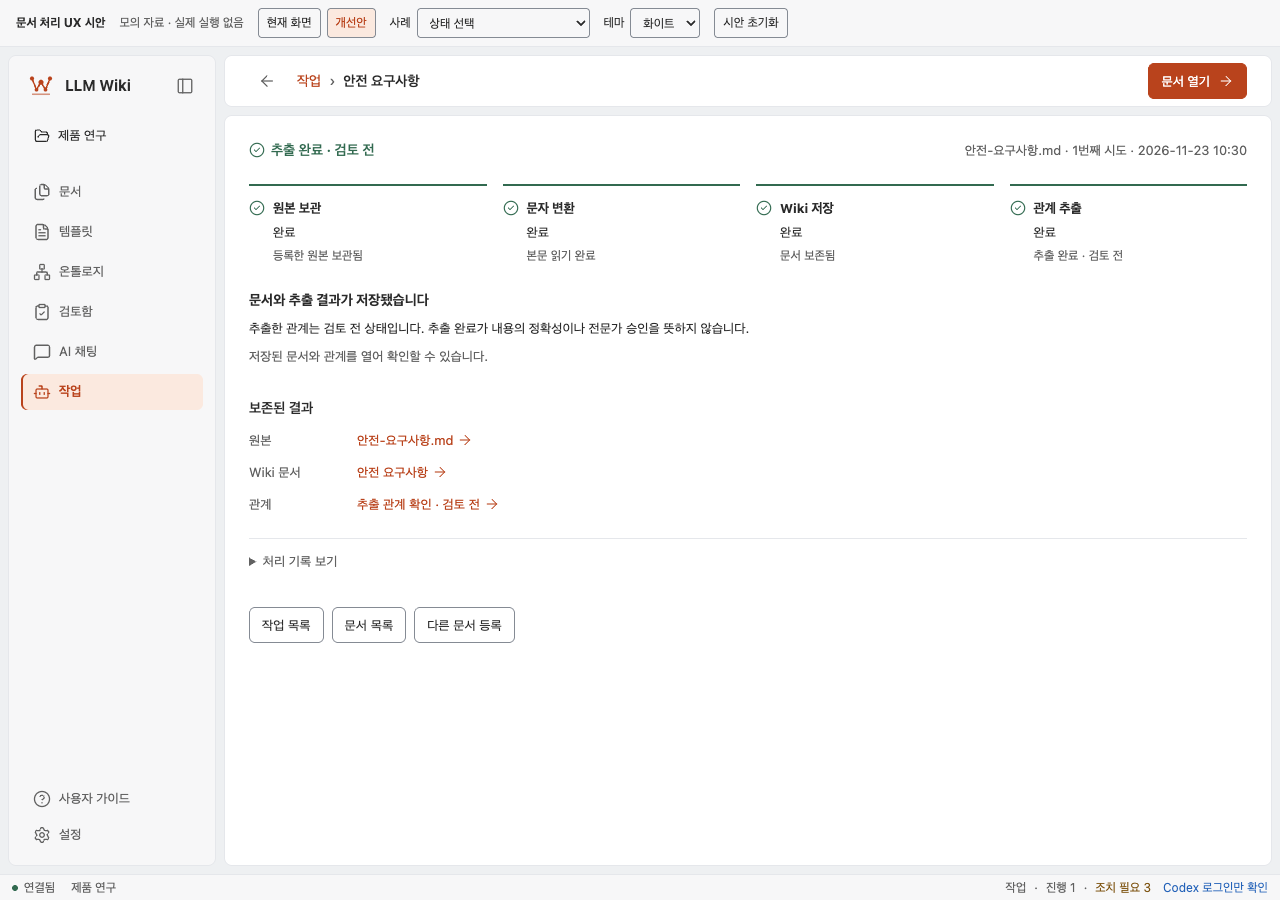 문서 처리 UX 시안 모의 자료 · 실제 실행 없음 현재 화면 개선안 사례 상태 선택 테마 화이트 시안 초기화
LLM Wiki
제품 연구
문서
템플릿
온톨로지
검토함
AI 채팅
작업
사용자 가이드
설정
작업 › 안전 요구사항
문서 열기
추출 완료 · 검토 전
안전-요구사항.md · 1번째 시도 · 2026-11-23 10:30
원본 보관
완료
등록한 원본 보관됨
문자 변환
완료
본문 읽기 완료
Wiki 저장
완료
문서 보존됨
관계 추출
완료
추출 완료 · 검토 전
문서와 추출 결과가 저장됐습니다
추출한 관계는 검토 전 상태입니다. 추출 완료가 내용의 정확성이나 전문가 승인을 뜻하지 않습니다.
저장된 문서와 관계를 열어 확인할 수 있습니다.
보존된 결과
원본 안전-요구사항.md
Wiki 문서 안전 요구사항
관계 추출 관계 확인 · 검토 전
처리 기록 보기
작업 목록 문서 목록 다른 문서 등록
연결됨 제품 연구
작업 · 진행 1 · 조치 필요 3 Codex 로그인만 확인